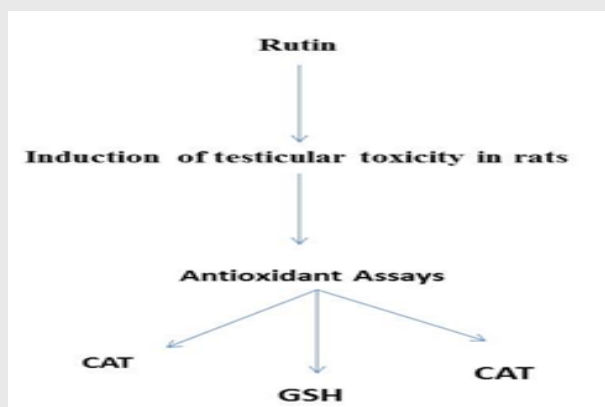 Rutin
Induction of testicular toxicity in rats
Antioxidant Assays
CAT
GSH
CAT